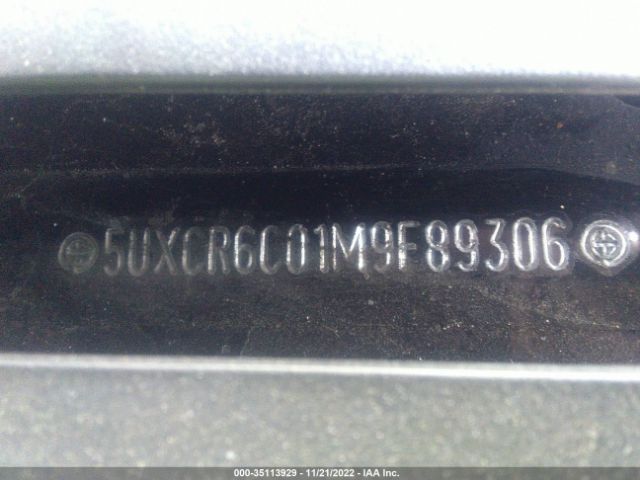 5UXCR6C01M9F89306
000-35113929 - 11/21/2022 - IAA Inc.